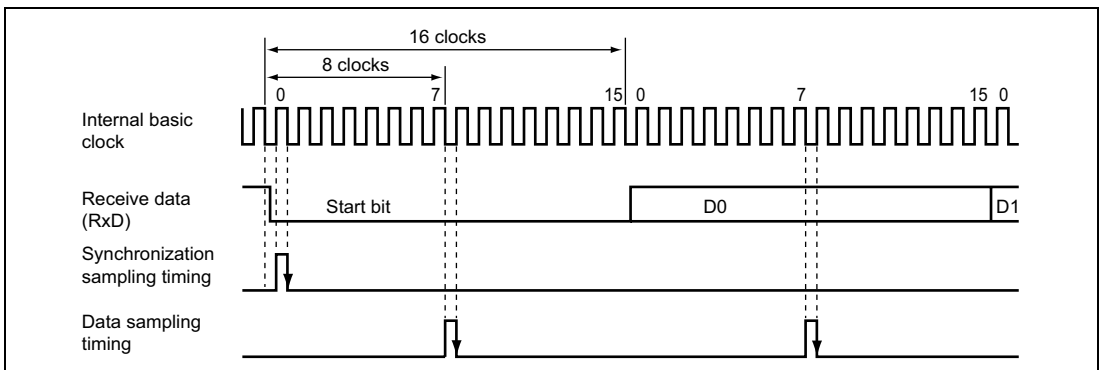 16 clocks
8 clocks
0 7 15 0 7 15 0
Internal basic
clock
Receive data
(RxD)
Start bit D0 D1
Synchronization
sampling timing
Data sampling
timing